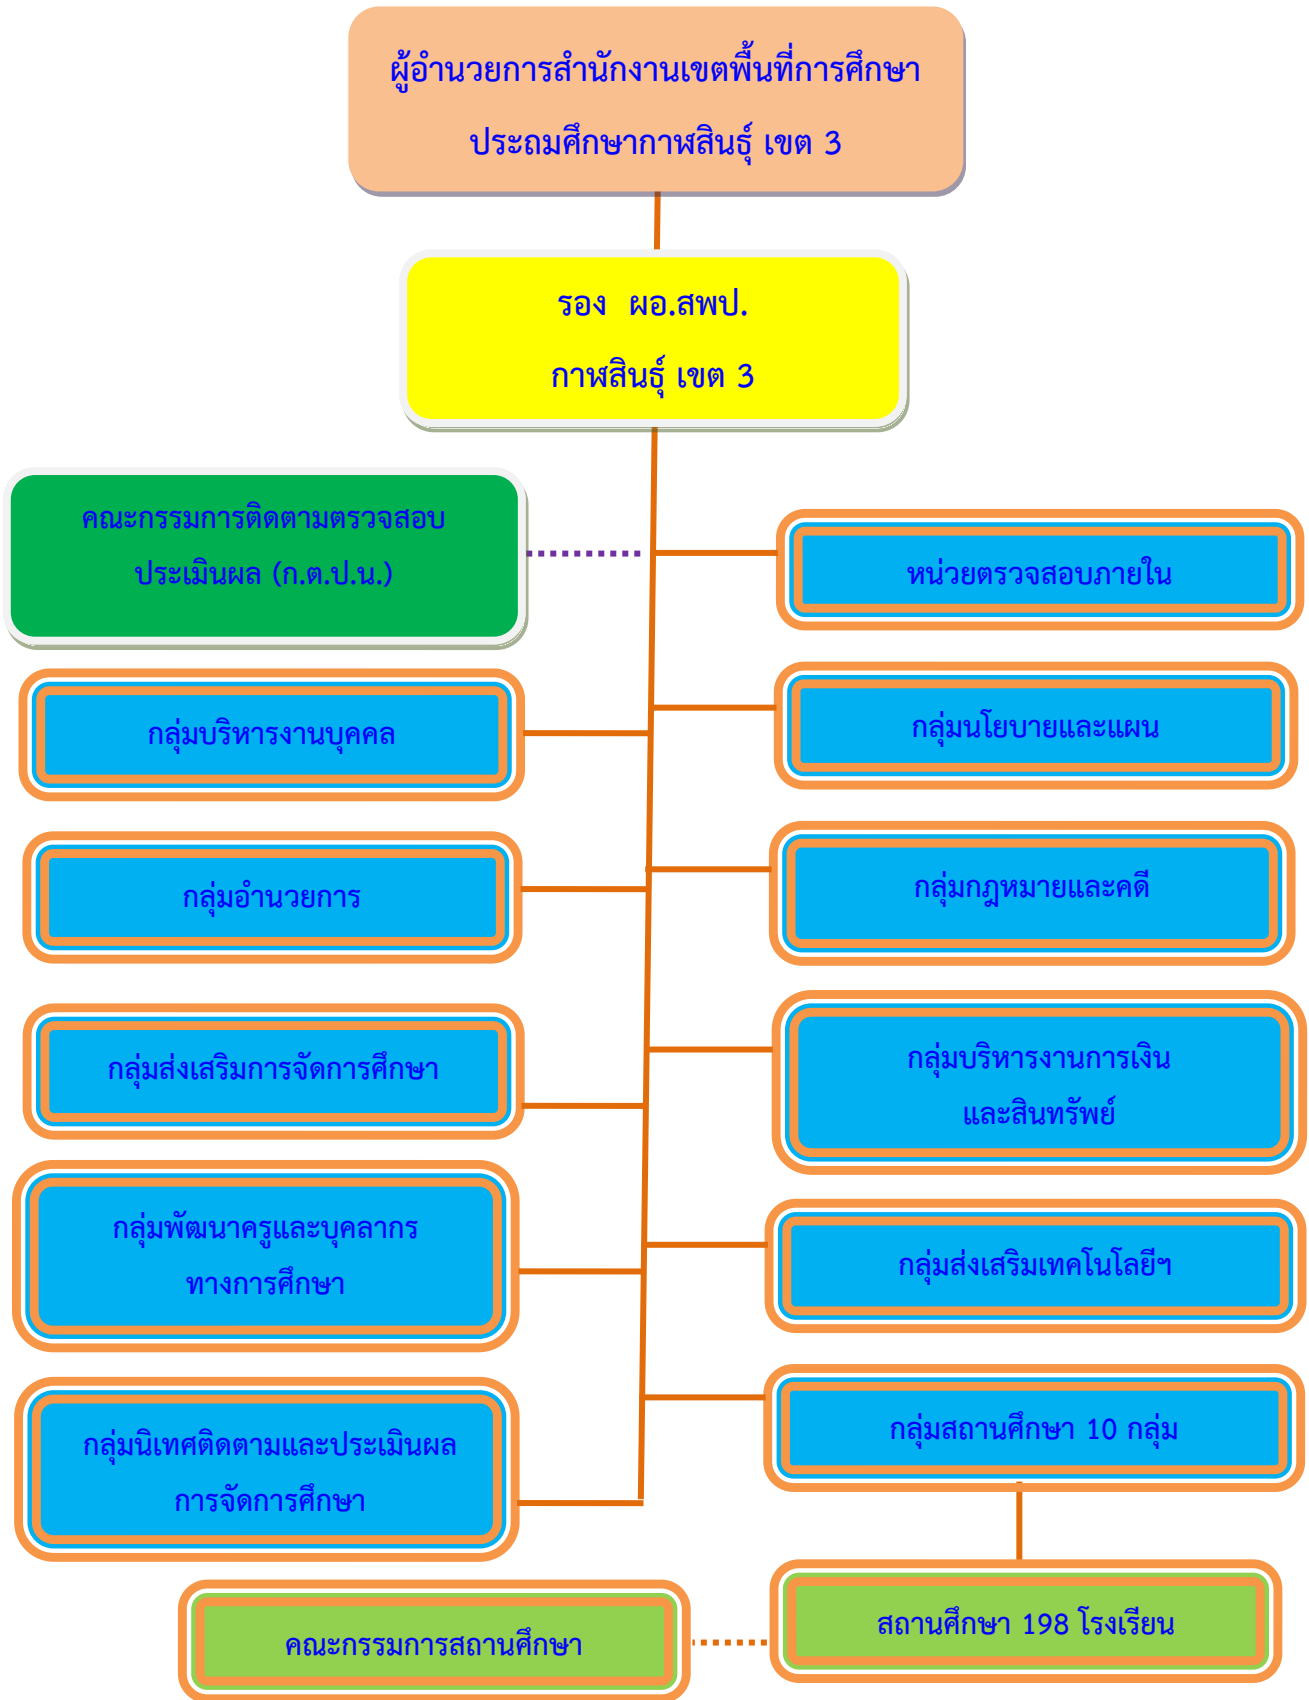 ผู้อำนวยการสำนักงานเขตพื้นที่การศึกษา
ประถมศึกษากาฬสินธุ์ เขต 3
รอง ผอ.สพป.
กาฬสินธุ์ เขต 3
คณะกรรมการติดตามตรวจสอบ
ประเมินผล (ก.ต.ป.น.)
หน่วยตรวจสอบภายใน
กลุ่มบริหารงานบุคคล
กลุ่มนโยบายและแผน
กลุ่มอำนวยการ
กลุ่มกฎหมายและคดี
กลุ่มส่งเสริมการจัดการศึกษา
กลุ่มบริหารงานการเงิน
และสินทรัพย์
กลุ่มพัฒนาครูและบุคลากร
ทางการศึกษา
กลุ่มส่งเสริมเทคโนโลยีฯ
กลุ่มนิเทศติดตามและประเมินผล
การจัดการศึกษา
กลุ่มสถานศึกษา 10 กลุ่ม
สถานศึกษา 198 โรงเรียน
คณะกรรมการสถานศึกษา